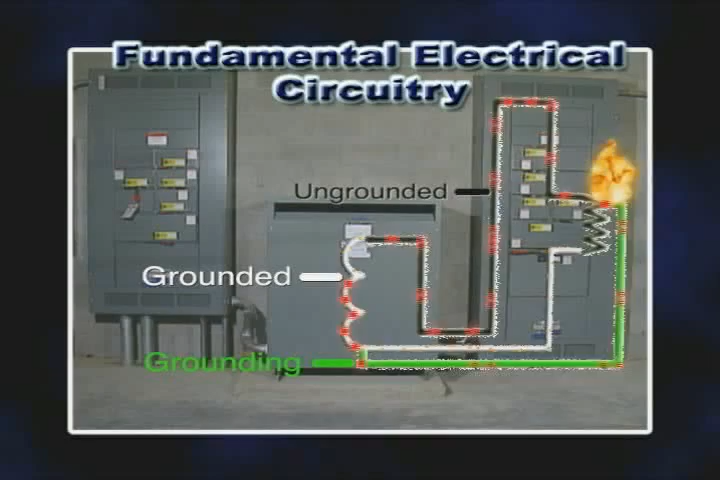 Fundamental Electrical
Circuitry
Ungrounded
Grounded
Grounding